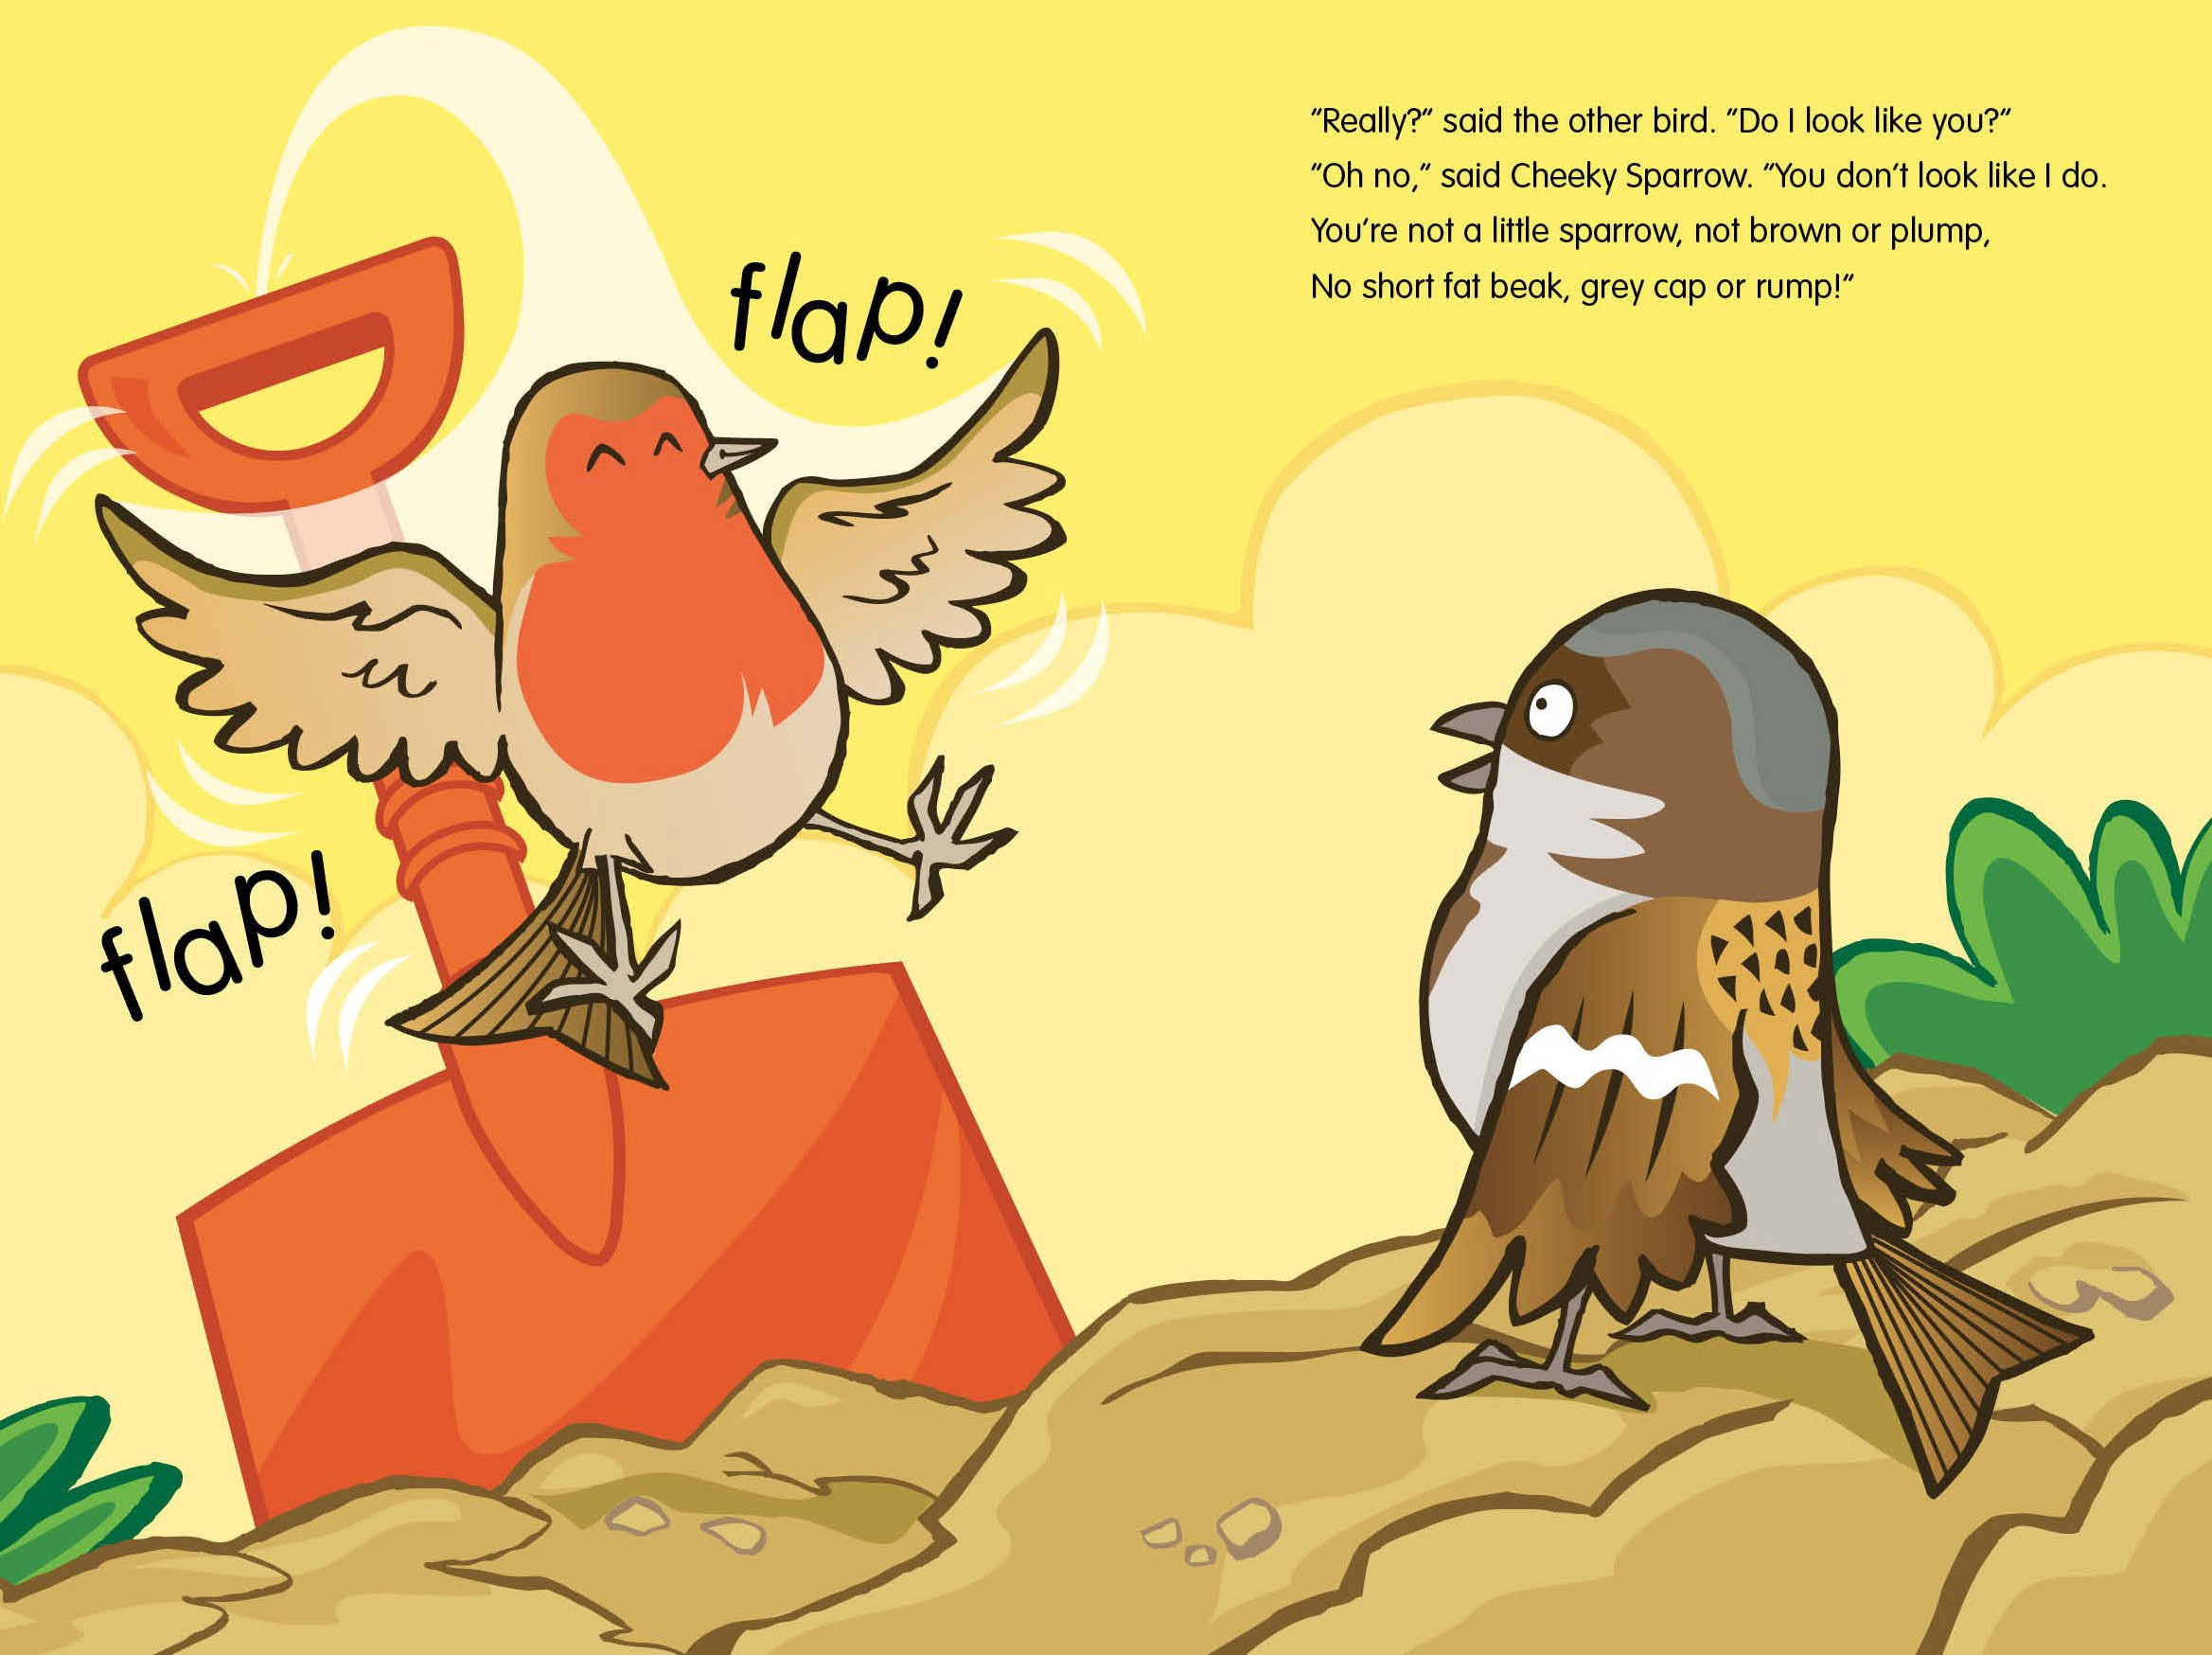 flap!
flap!
"Really?" said the other bird. "Do I look like you?"
"Oh no," said Cheeky Sparrow. "You don't look like I do.
You're not a little sparrow, not brown or plump,
No short fat beak, grey cap or rump!"